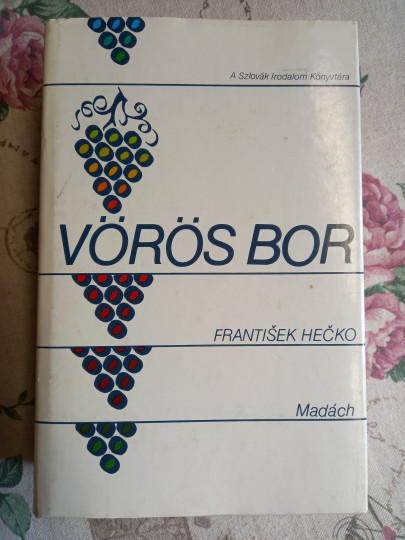 A Szlovák Irodalom Könyvtára
VÖRÖS BOR
FRANTIŠEK HEČKO
Madách